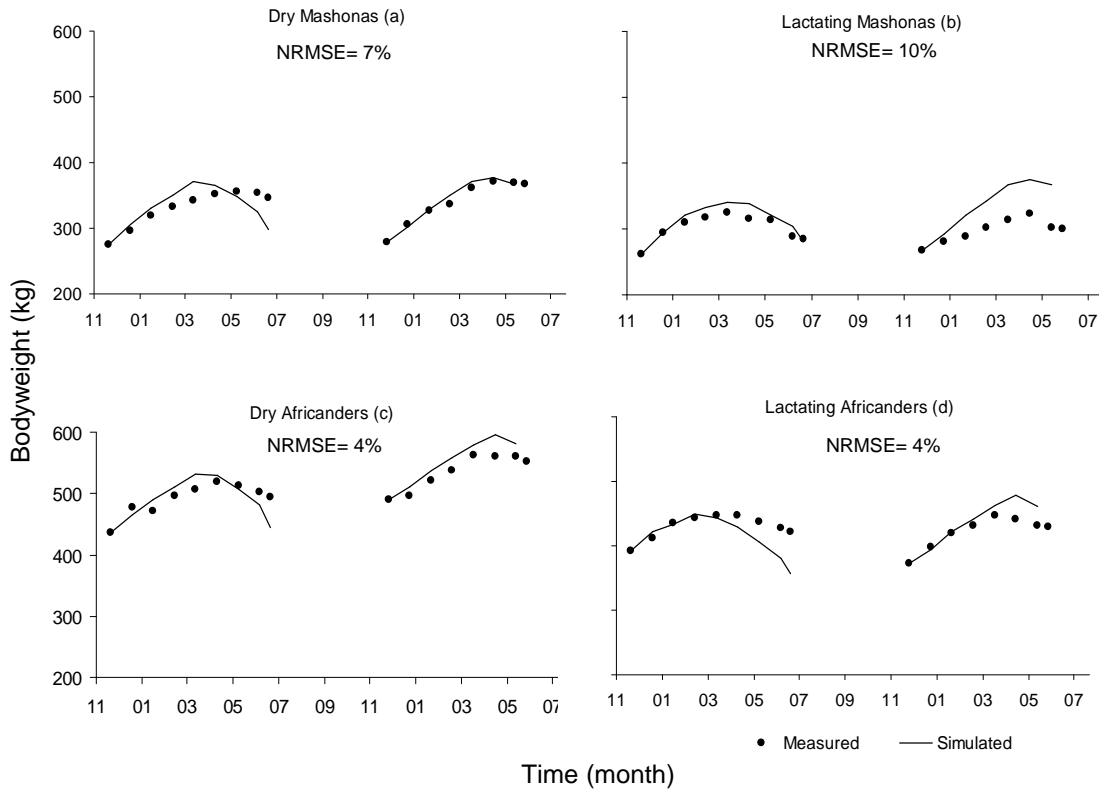 Dry Mashonas (a)
NRMSE= 7%
600
500
400
300
200
11 01 03 05 07 09 11 01 03 05 07
Lactating Mashonas (b)
NRMSE= 10%
11 01 03 05 07 09 11 01 03 05 07
Bodyweight (kg)
Dry Africanders (c)
NRMSE= 4%
600
500
400
300
200
11 01 03 05 07 09 11 01 03 05 07
Lactating Africanders (d)
NRMSE= 4%
11 01 03 05 07 09 11 01 03 05 07
Measured Simulated
Time (month)